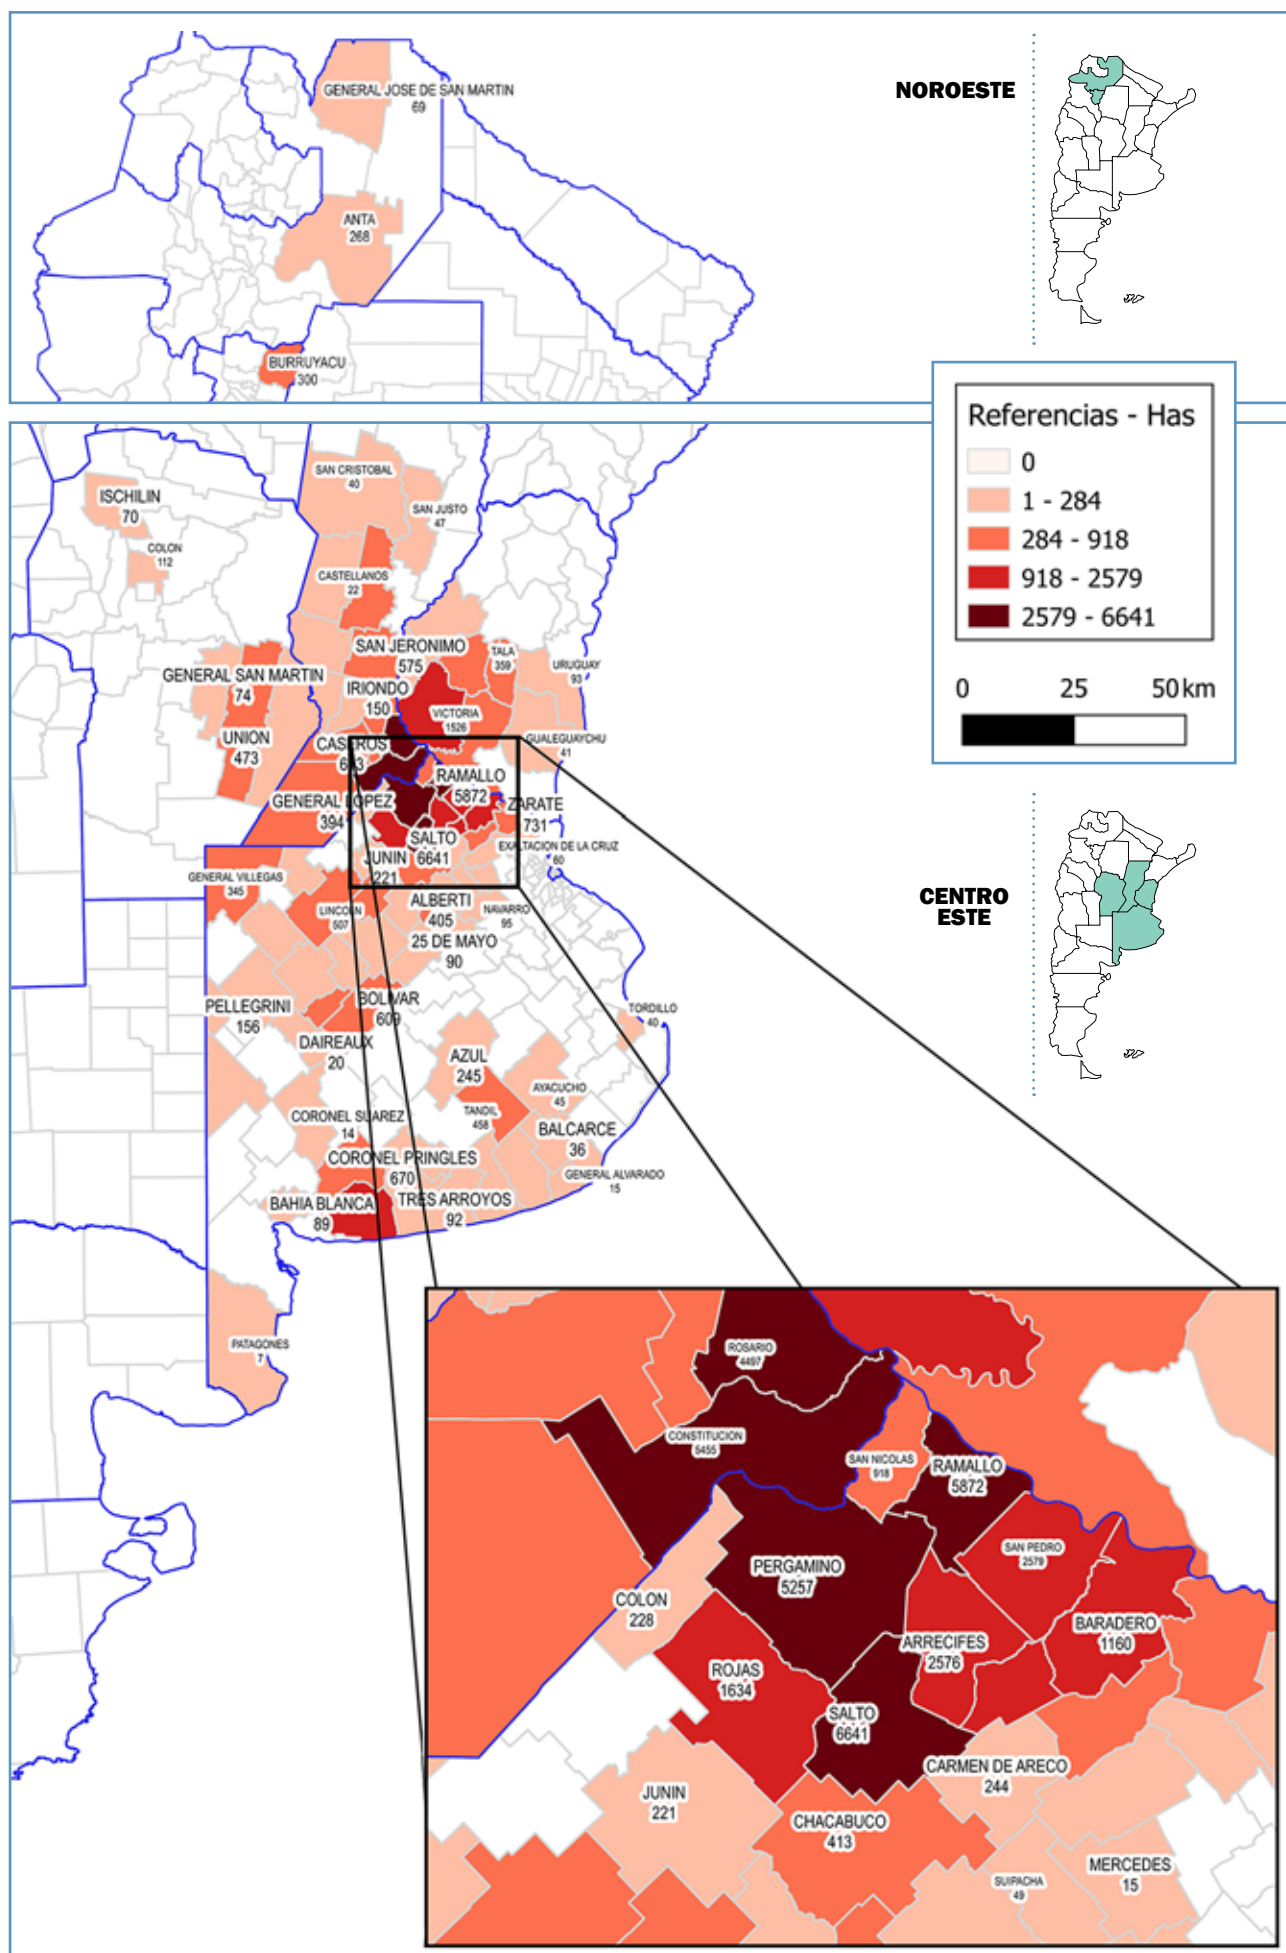 GENERAL JOSE DE SAN MARTIN
69
NOROESTE
ANTA
268
BURRUYACU
300
Referencias - Has
0
1 - 284
284 - 918
918 - 2579
2579 - 6641
0 25 50 km
SAN CRISTOBAL
40
ISCHILIN
70
SAN JUSTO
47
COLON
112
CASTELLANOS
22
SAN JERONIMO
575
TALA
359
URUGUAY
93
GENERAL SAN MARTIN
74
IRIONDO
150
VICTORIA
1526
UNION
473
CASEROS
GUALEGUAYCHU
41
RAMALLO
5872
GENERAL LOPEZ
394
ZARATE
731
SALTO
6641
EXALTACION DE LA CRUZ
60
JUNIN
221
GENERAL VILLEGAS
345
LINCOLN
507
ALBERTI
405
NAVARRO
95
25 DE MAYO
90
CENTRO
ESTE
PELLEGRINI
156
BOLIVAR
609
TORDILLO
40
DAIREAUX
20
AZUL
245
AYACUCHO
45
TANDIL
458
CORONEL SUAREZ
14
BALCARCE
36
CORONEL PRINGLES
670
GENERAL ALVARADO
15
BAHIA BLANCA
89
TRES ARROYOS
92
PATAGONES
7
ROSARIO
4497
CONSTITUCION
5455
SAN NICOLAS
918
RAMALLO
5872
SAN PEDRO
2579
PERGAMINO
5257
COLON
228
BARADERO
1160
ARRECIFES
2576
ROJAS
1634
SALTO
6641
CARMEN DE ARECO
244
JUNIN
221
CHACABUCO
413
MERCEDES
15
SUIPACHA
49